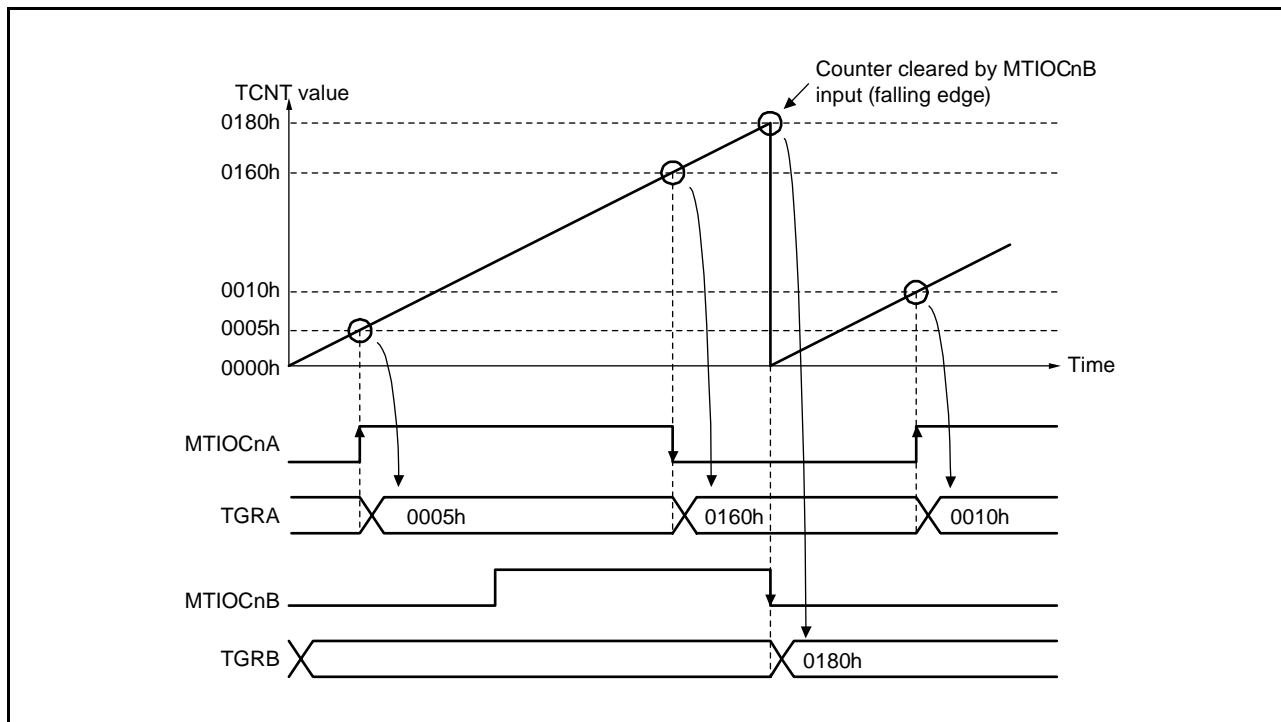 Counter cleared by MTIOCnB
input (falling edge)
TCNT value
0180h
0160h
0010h
0005h
0000h
Time
MTIOCnA
TGRA
0005h
0160h
0010h
MTIOCnB
TGRB
0180h